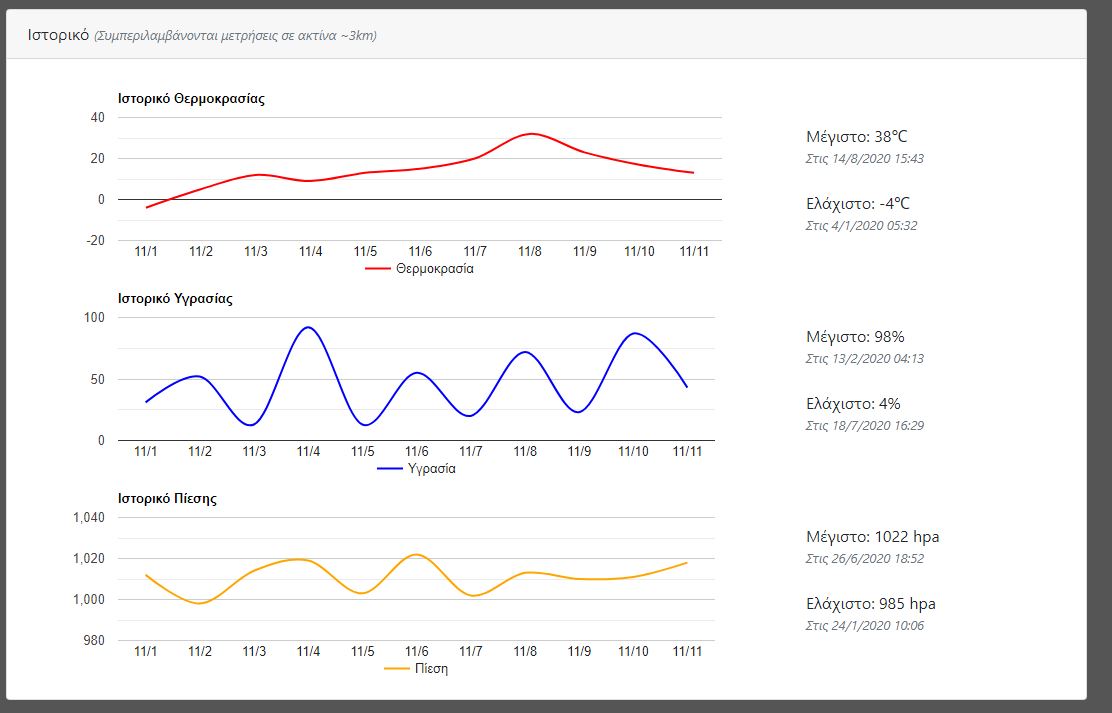 Ιστορικό (Συμπεριλαμβάνονται μετρήσεις σε ακτίνα ~3km)
Ιστορικό Θερμοκρασίας
40
20
0
-20
11/1 11/2 11/3 11/4 11/5 11/6 11/7 11/8 11/9 11/10 11/11
Θερμοκρασία
Μέγιστο: 38°C
Στις 14/8/2020 15:43
Ελάχιστο: -4°C
Στις 4/1/2020 05:32
Ιστορικό Υγρασίας
100
50
0
11/1 11/2 11/3 11/4 11/5 11/6 11/7 11/8 11/9 11/10 11/11
Υγρασία
Μέγιστο: 98%
Στις 13/2/2020 04:13
Ελάχιστο: 4%
Στις 18/7/2020 16:29
Ιστορικό Πίεσης
1,040
1,020
1,000
980
11/1 11/2 11/3 11/4 11/5 11/6 11/7 11/8 11/9 11/10 11/11
Πίεση
Μέγιστο: 1022 hpa
Στις 26/6/2020 18:52
Ελάχιστο: 985 hpa
Στις 24/1/2020 10:06